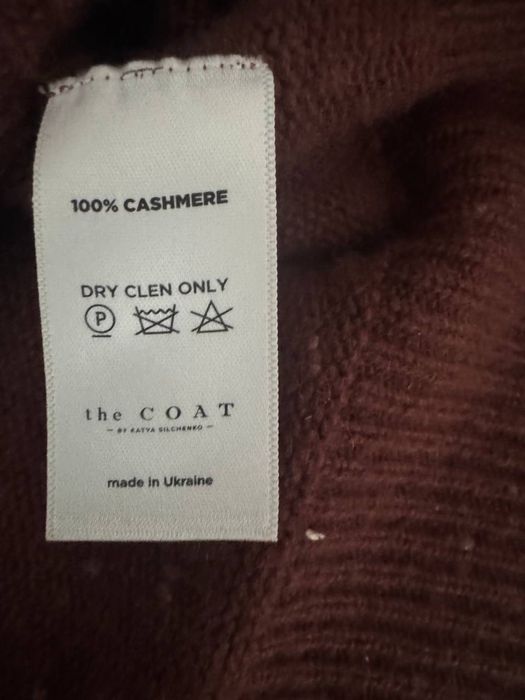 100% CASHMERE
DRY CLEN ONLY
P
the COAT
– BY KATYA SILCHENKO –
made in Ukraine